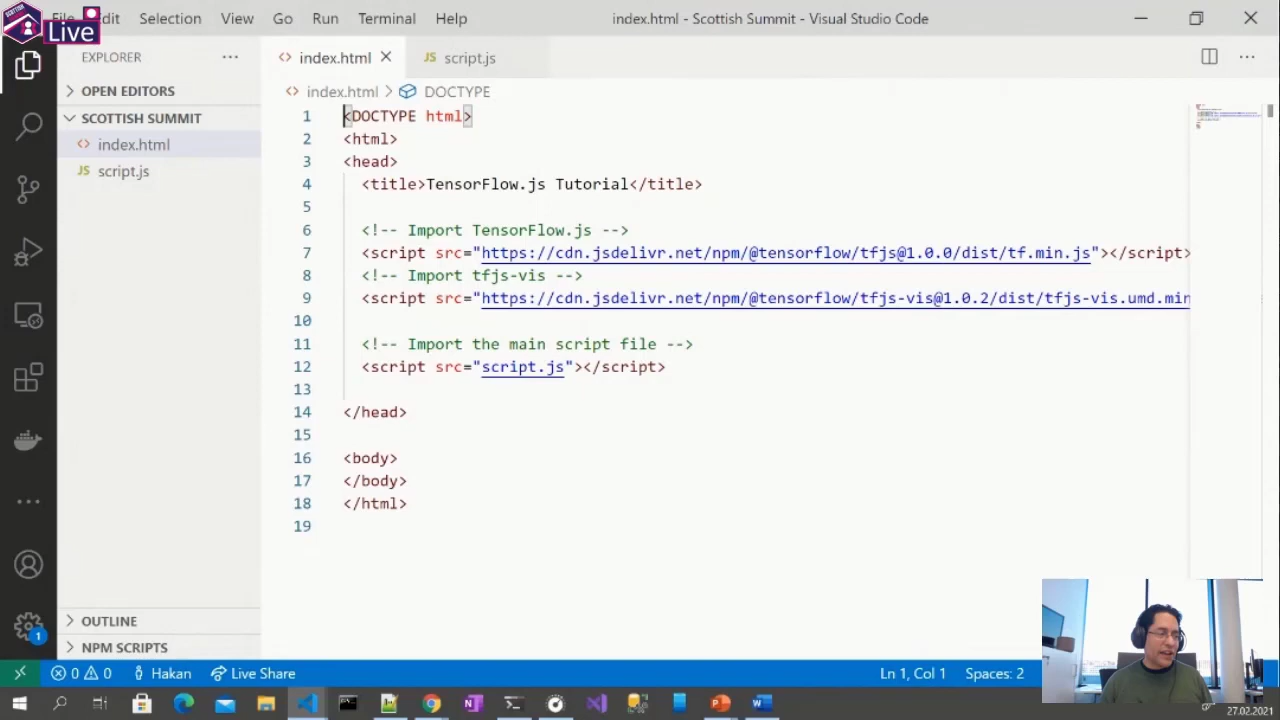 File Edit Selection View Go Run Terminal Help index.html - Scottish Summit - Visual Studio Code
Live
EXPLORER
index.html
JS script.js
OPEN EDITORS
index.html > DOCTYPE
SCOTTISH SUMMIT
index.html
JS script.js
1 <DOCTYPE html>
2 <html>
3 <head>
4 <title>TensorFlow.js Tutorial</title>
5
6 <!-- Import TensorFlow.js -->
7 <script src="https://cdn.jsdelivr.net/npm/@tensorflow/tfjs@1.0.0/dist/tf.min.js"></script>
8 <!-- Import tfjs-vis -->
9 <script src="https://cdn.jsdelivr.net/npm/@tensorflow/tfjs-vis@1.0.2/dist/tfjs-vis.umd.min
10
11 <!-- Import the main script file -->
12 <script src="script.js"></script>
13
14 </head>
15
16 <body>
17 </body>
18 </html>
19
OUTLINE
NPM SCRIPTS
1
0 0 Hakan Live Share Ln 1, Col 1 Spaces: 2
27.02.2021